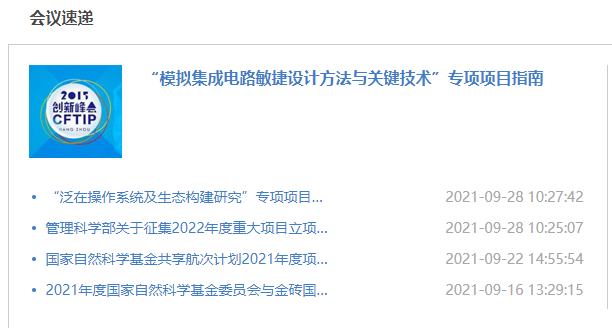 会议速递
“模拟集成电路敏捷设计方法与关键技术”专项项目指南
2015
创新峰会
CFTIP
“泛在操作系统及生态构建研究”专项项目... 2021-09-28 10:27:42
管理科学部关于征集2022年度重大项目立项... 2021-09-28 10:25:07
国家自然科学基金共享航次计划2021年度项... 2021-09-22 14:55:54
2021年度国家自然科学基金委员会与金砖国... 2021-09-16 13:29:15